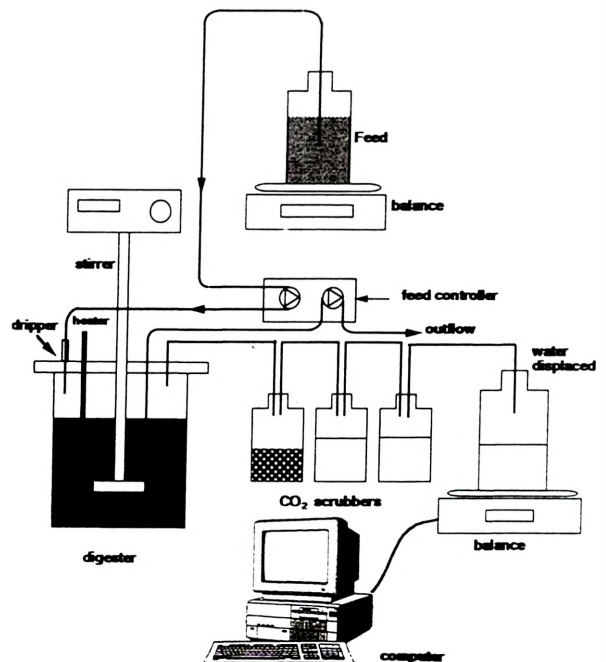 Feed
balance
stirrer
feed controller
dripper
heater
outflow
water
displaced
CO₂ scrubbers
digester
balance
computer